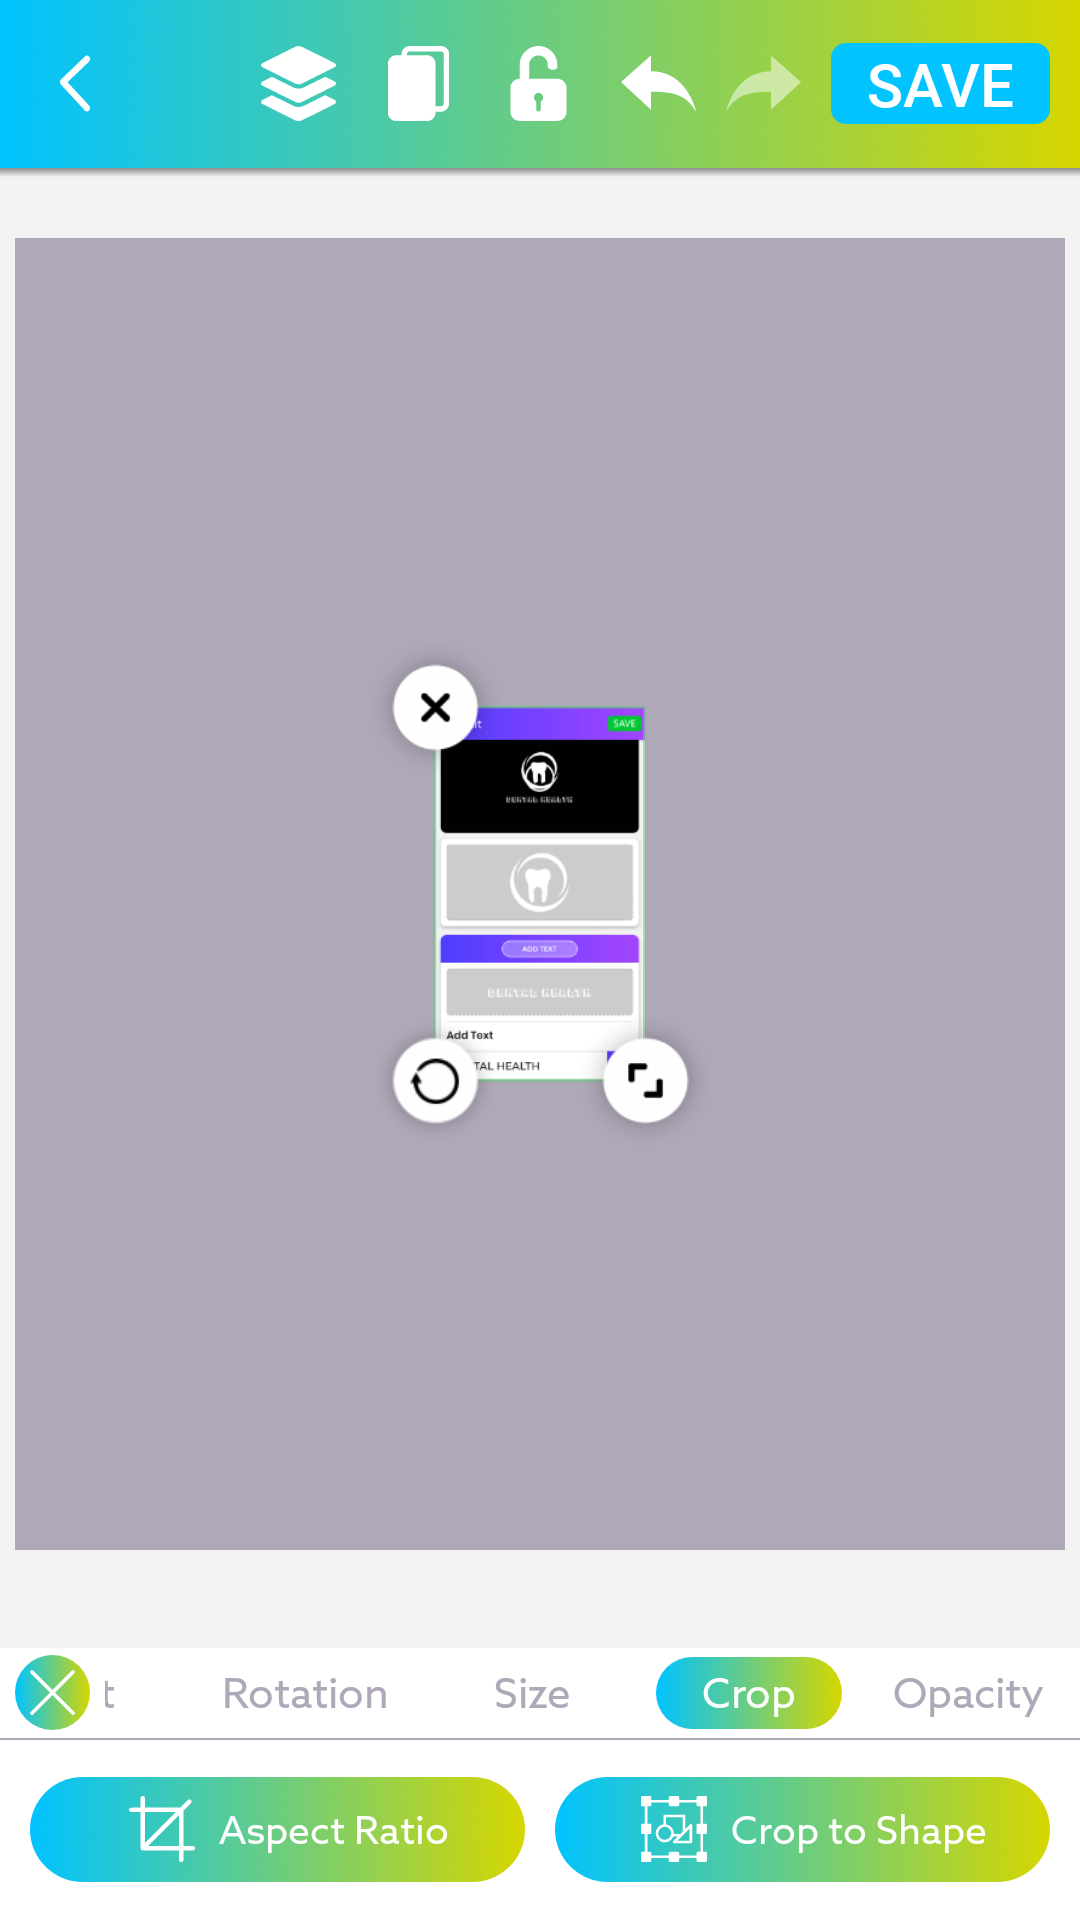 SAVE
SAVE
DENTAL HEALTH
ADD TEXT
DENTAL HEALTH
Add Text
TAL HEALTH
t
Rotation
Size
Crop
Opacity
Aspect Ratio
Crop to Shape